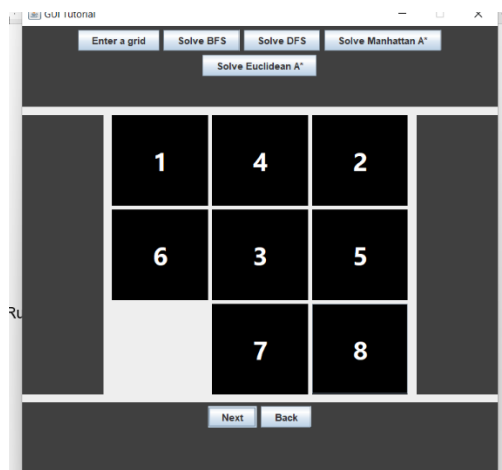 GUI Tutorial
Enter a grid Solve BFS Solve DFS Solve Manhattan A*
Solve Euclidean A*
1 4 2
6 3 5
Ru
7 8
Next Back